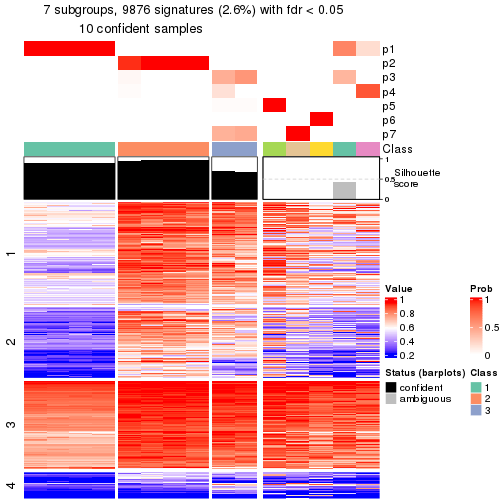 7 subgroups, 9876 signatures (2.6%) with fdr < 0.05
10 confident samples
p1
p2
p3
p4
p5
p6
p7
Class
1
0.5
0
Silhouette
score
1
2
3
4
Value
1
0.8
0.6
0.4
0.2
Prob
1
0.5
0
Status (barplots)
confident
ambiguous
Class
1
2
3